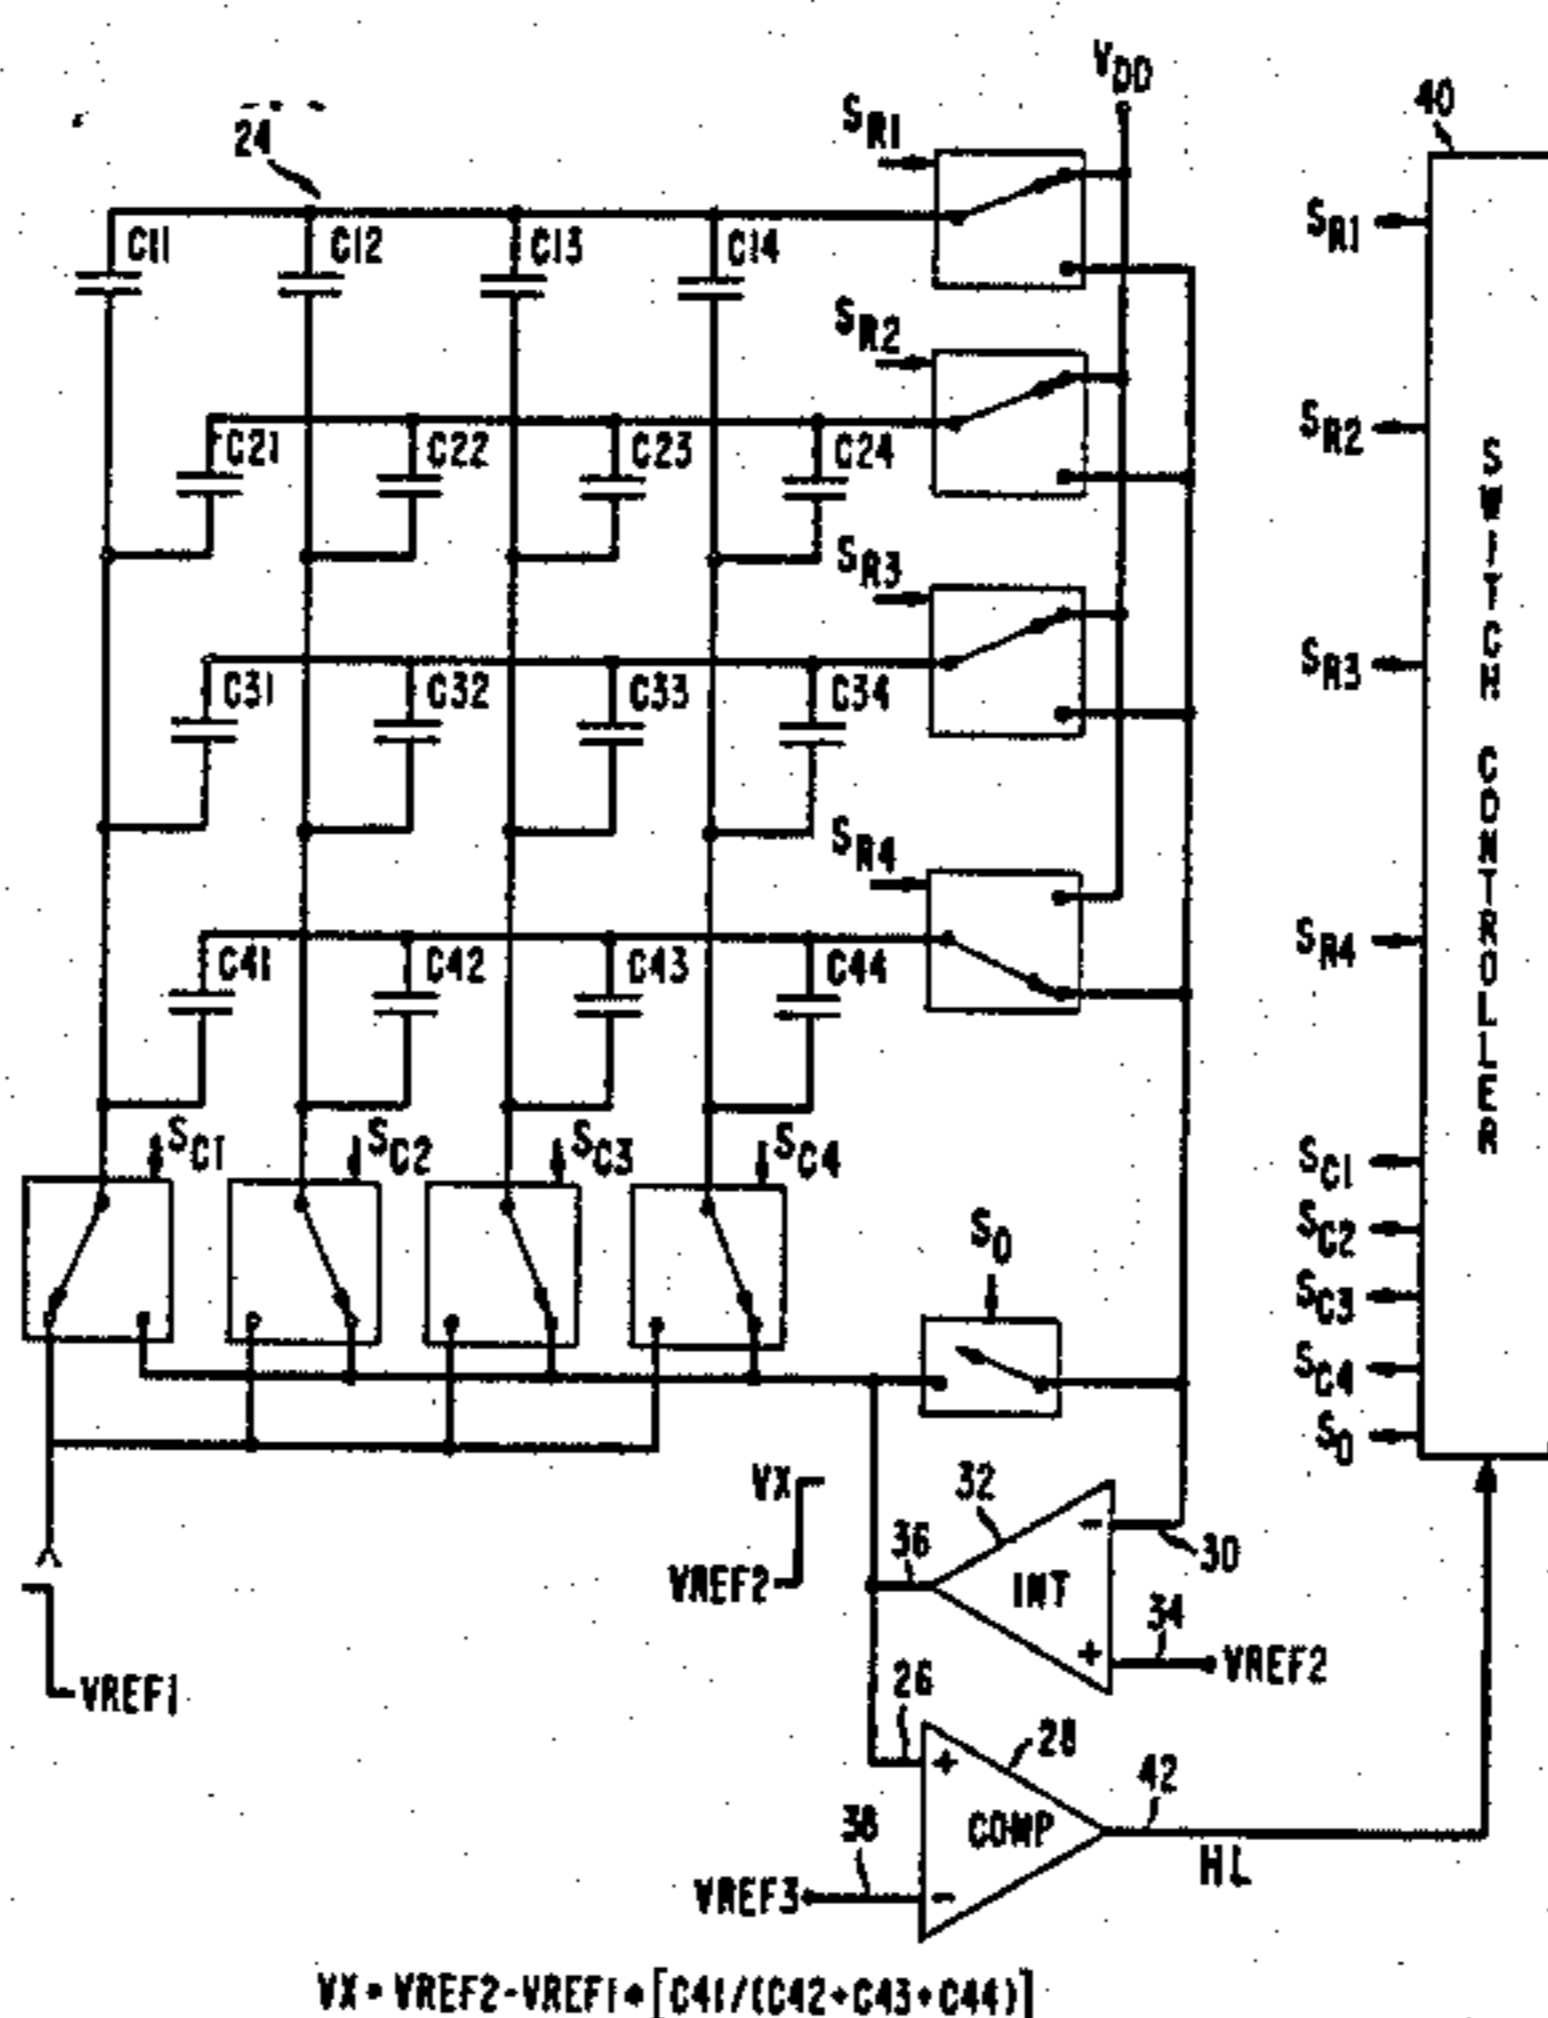 VDD
40
24
SR1
C11 C12 C13 C14
SR1
SR2
C21 C22 C23 C24
SR2
SR3
C31 C32 C33 C34
SR3
SR4
C41 C42 C43 C44
SR4
SWITCH CONTROLLER
SC1 SC2 SC3 SC4
SC1
SC2
SC3
SC4
S0
S0
VX
VREF2
32
36
30
INT
-
+
34
VREF2
VREF1
26
28
+
COMP
-
42
38
VREF3
HL
VX = VREF2-VREF1*[C41/(C42+C43+C44)]